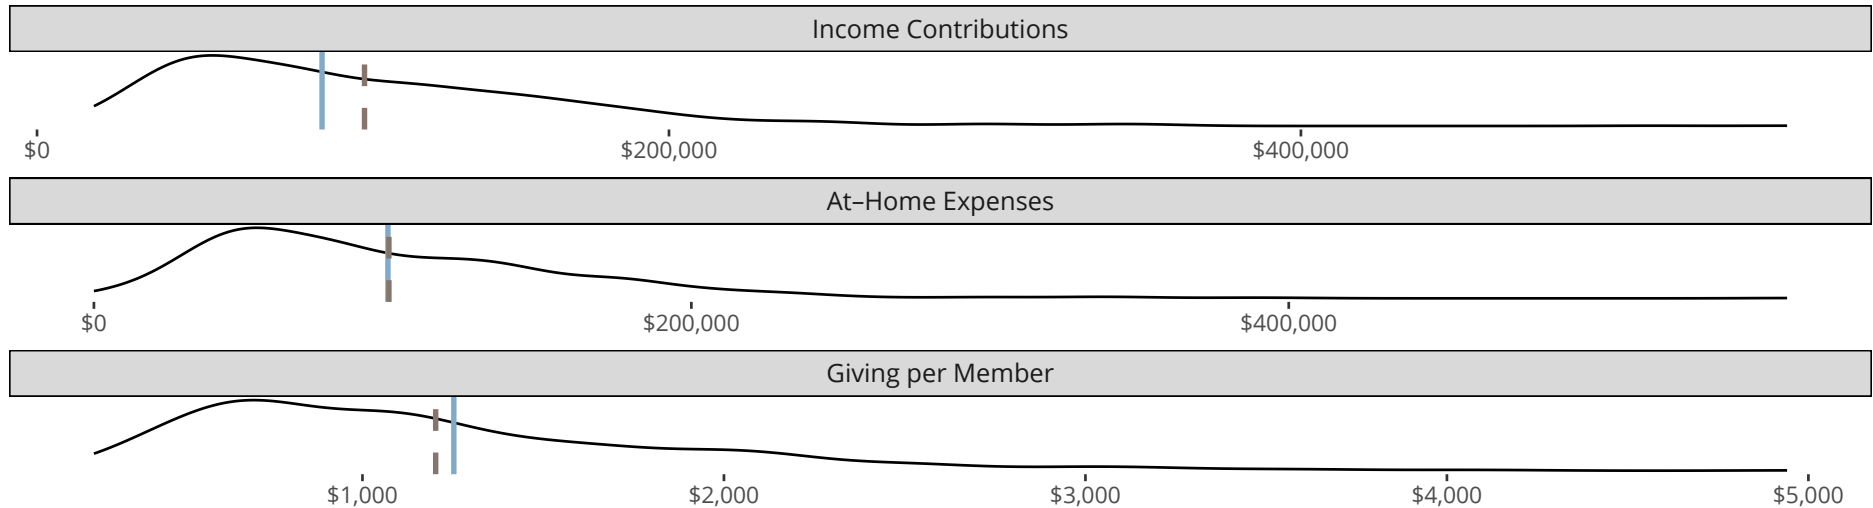 Income Contributions
$0 $200,000 $400,000
At–Home Expenses
$0 $200,000 $400,000
Giving per Member
$1,000 $2,000 $3,000 $4,000 $5,000